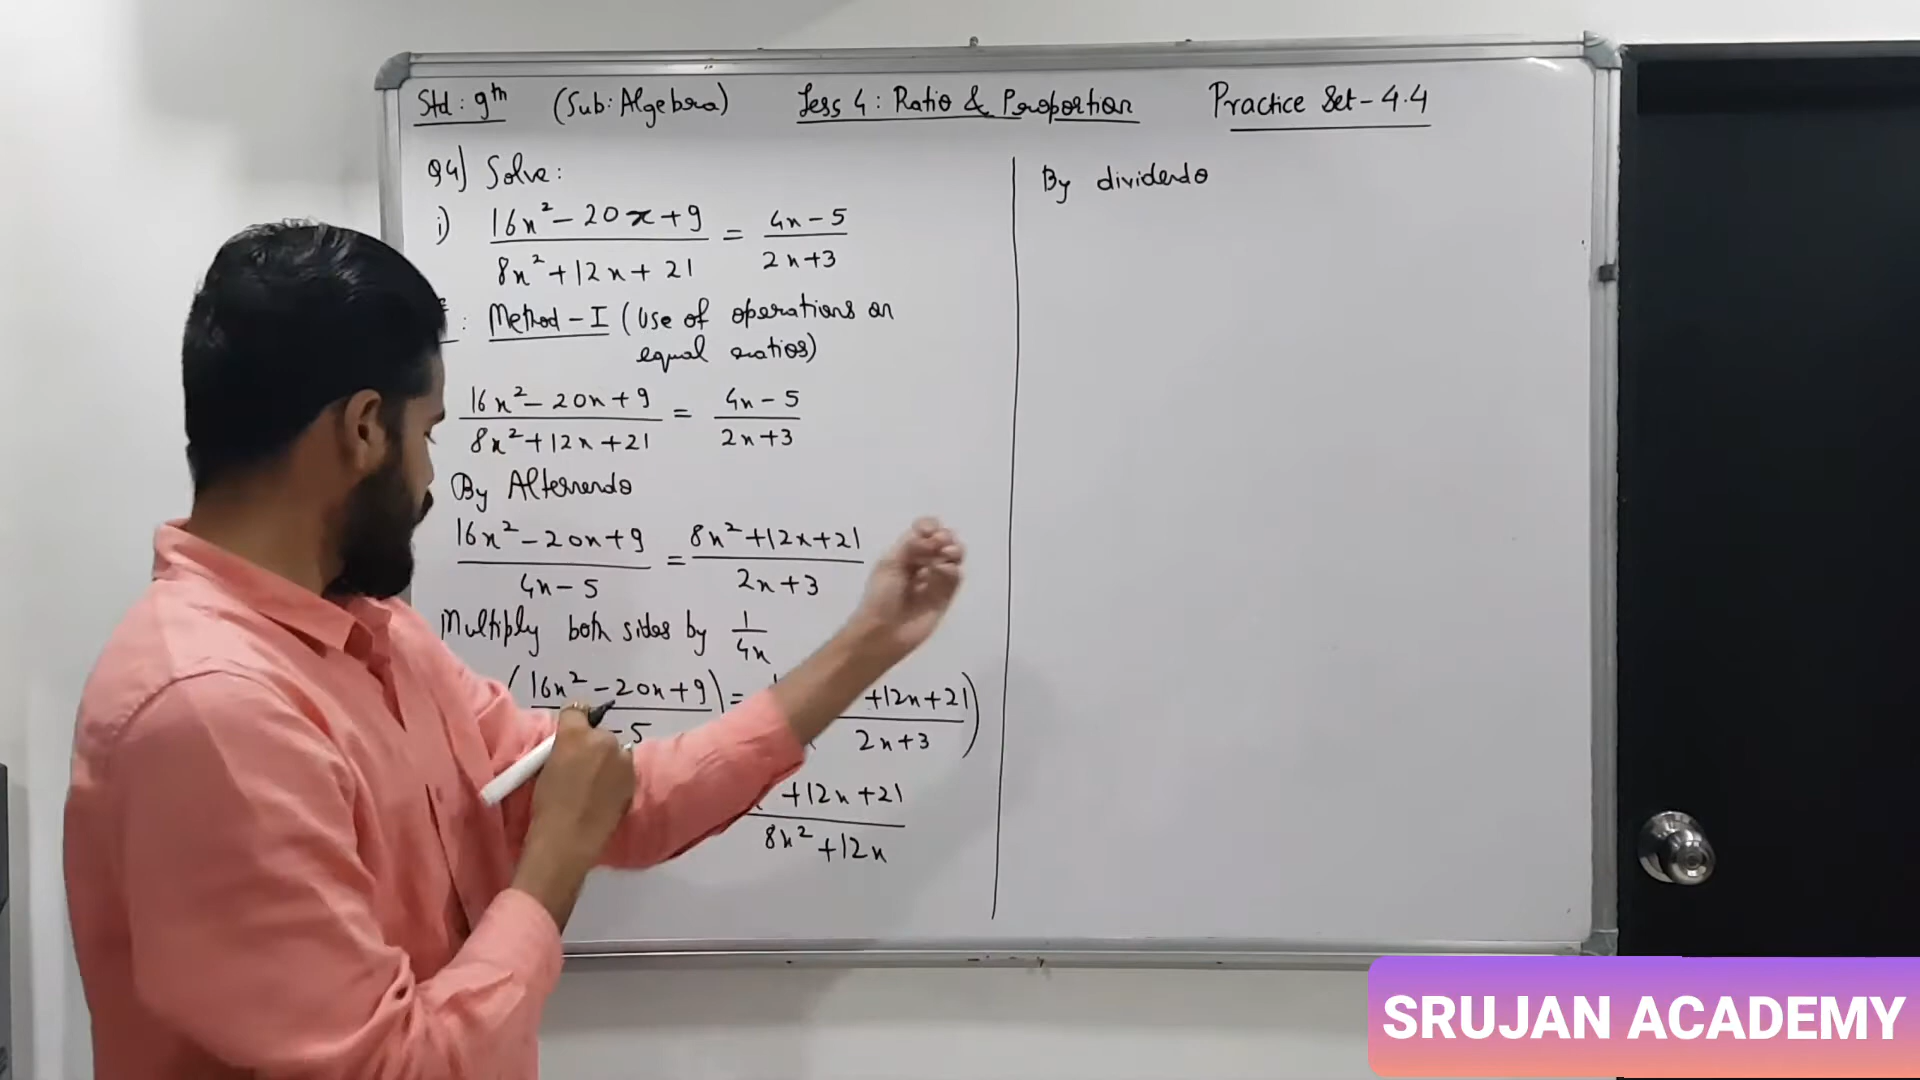 Std: 9th (Sub: Algebra) Less 4: Ratio & Proportion Practice Set - 4.4
Q4) Solve:
i) 16x² - 20x + 9 = 4x - 5
8x² + 12x + 21 2x + 3
: Method - I (Use of operations on
equal ratios)
16x² - 20x + 9 = 4x - 5
8x² + 12x + 21 2x + 3
By Alternendo
16x² - 20x + 9 = 8x² + 12x + 21
4x - 5 2x + 3
Multiply both sides by 1
4x
(16x² - 20x + 9) = + 12x + 21)
- 5 2x + 3
+ 12x + 21
8x² + 12x
By dividendo
SRUJAN ACADEMY